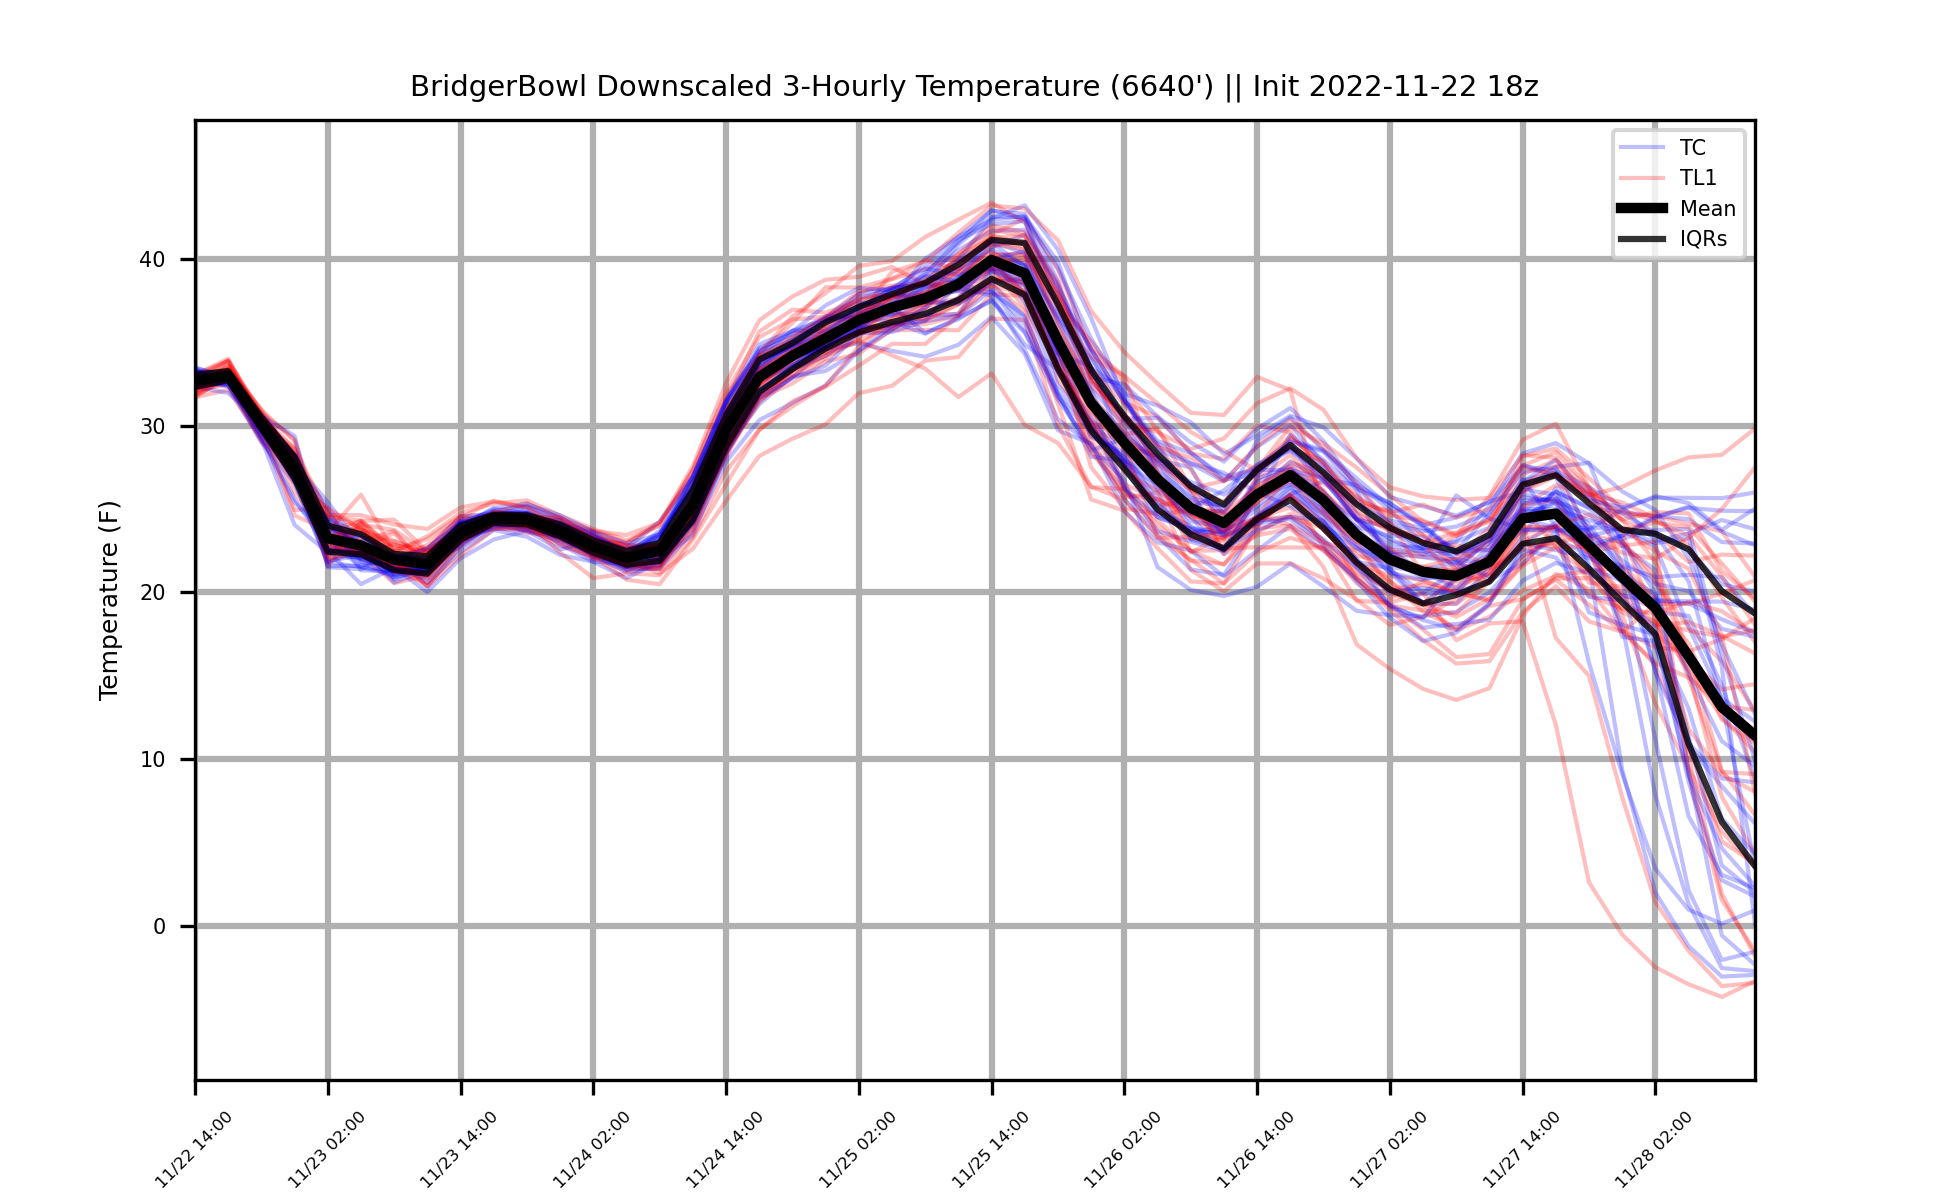 BridgerBowl Downscaled 3-Hourly Temperature (6640') || Init 2022-11-22 18z
TC
TL1
Mean
IQRs
Temperature (F)
40
30
20
10
0
11/22 14:00
11/23 02:00
11/23 14:00
11/24 02:00
11/24 14:00
11/25 02:00
11/25 14:00
11/26 02:00
11/26 14:00
11/27 02:00
11/27 14:00
11/28 02:00